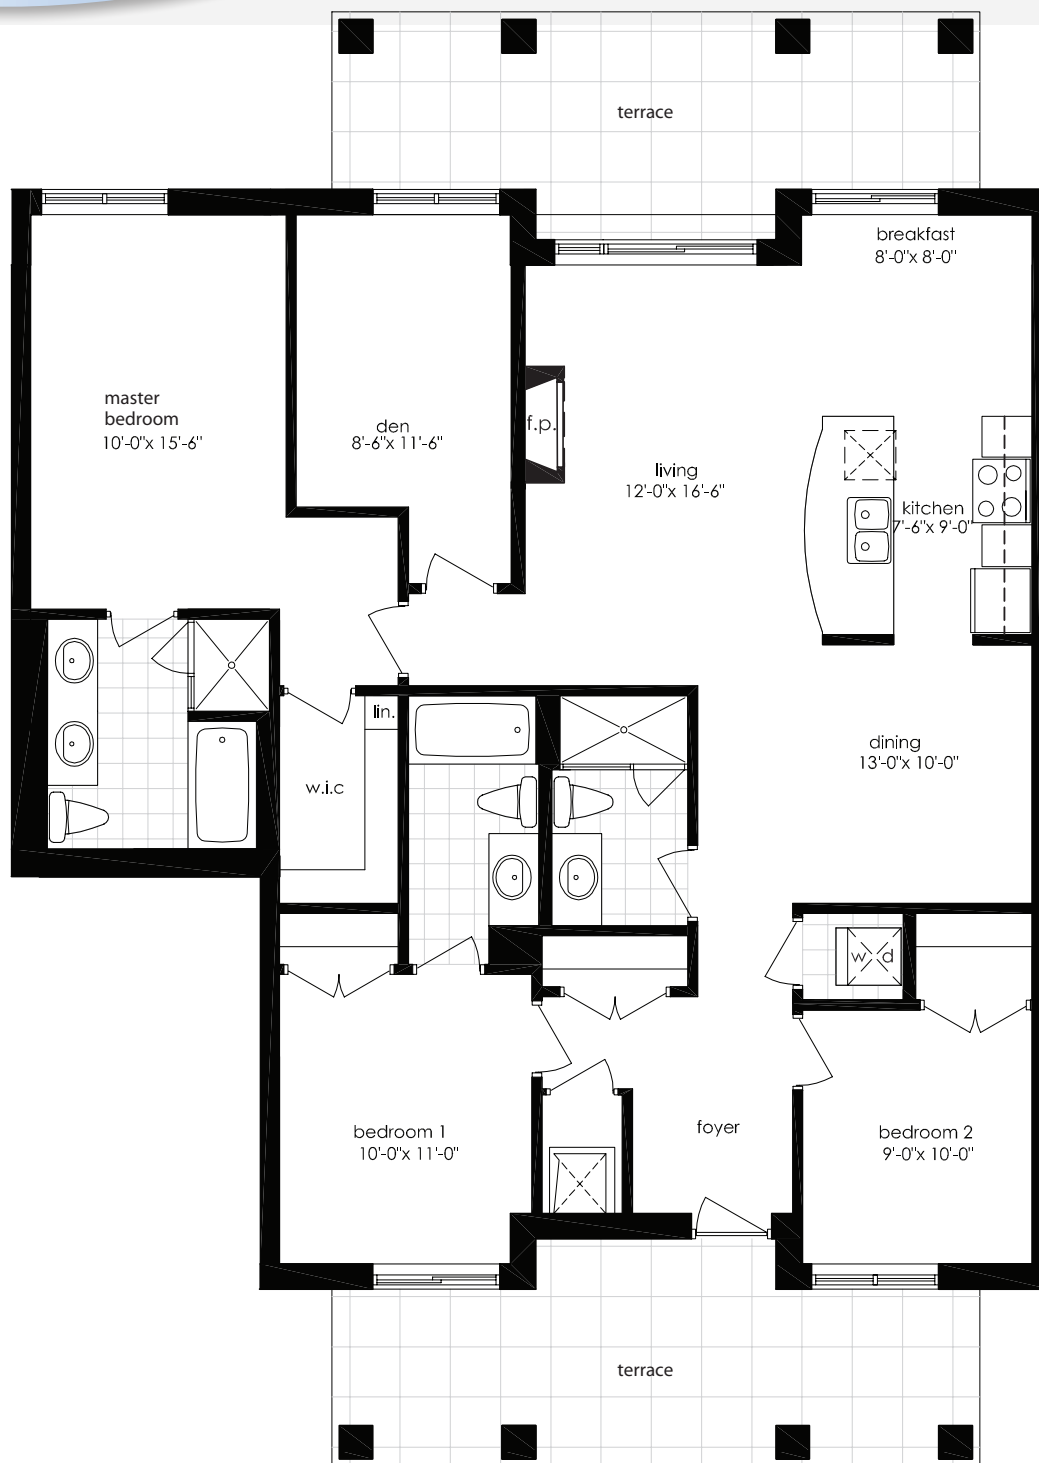 terrace
breakfast
8'-0"x 8'-0"
master
bedroom
10'-0"x 15'-6"
den
8'-6"x 11'-6"
f.p.
living
12'-0"x 16'-6"
kitchen
7'-6"x 9'-0"
lin.
w.i.c
dining
13'-0"x 10'-0"
w d
bedroom 1
10'-0"x 11'-0"
foyer
bedroom 2
9'-0"x 10'-0"
terrace